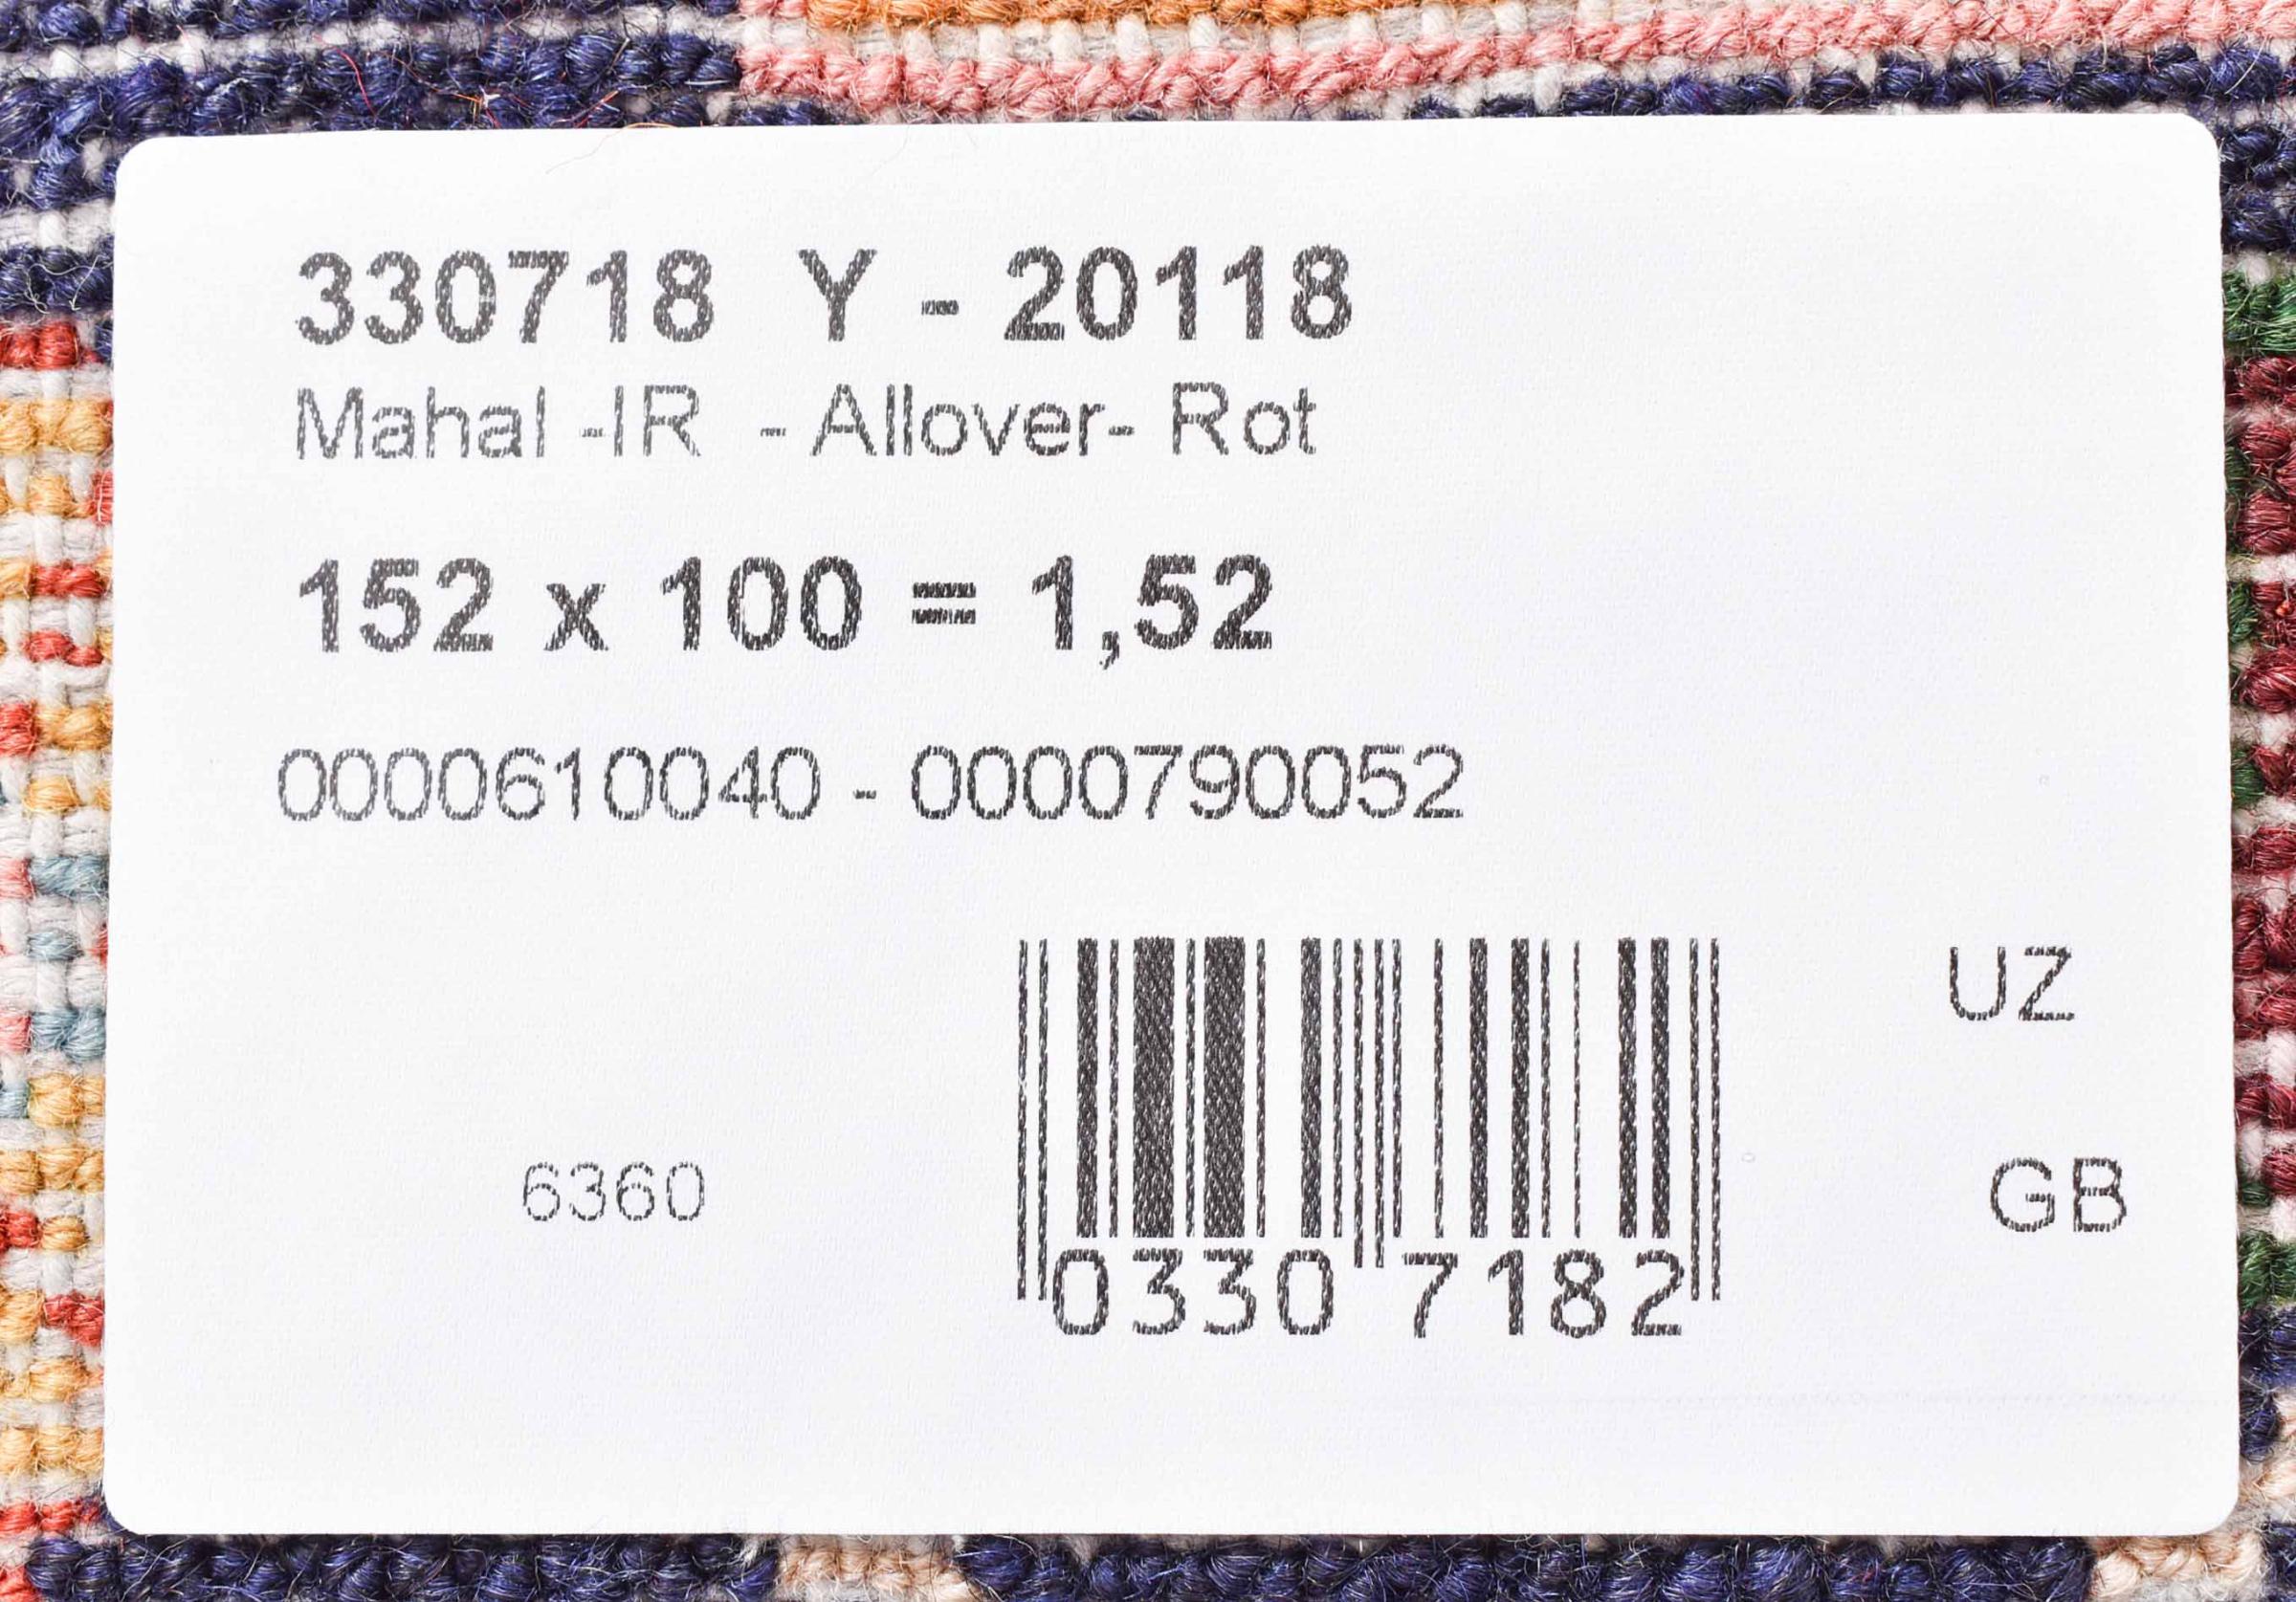 330718 Y - 20118
Mahal -IR - Allover- Rot
152 x 100 = 1,52
0000610040 - 0000790052
UZ
6360
GB
0330 7182